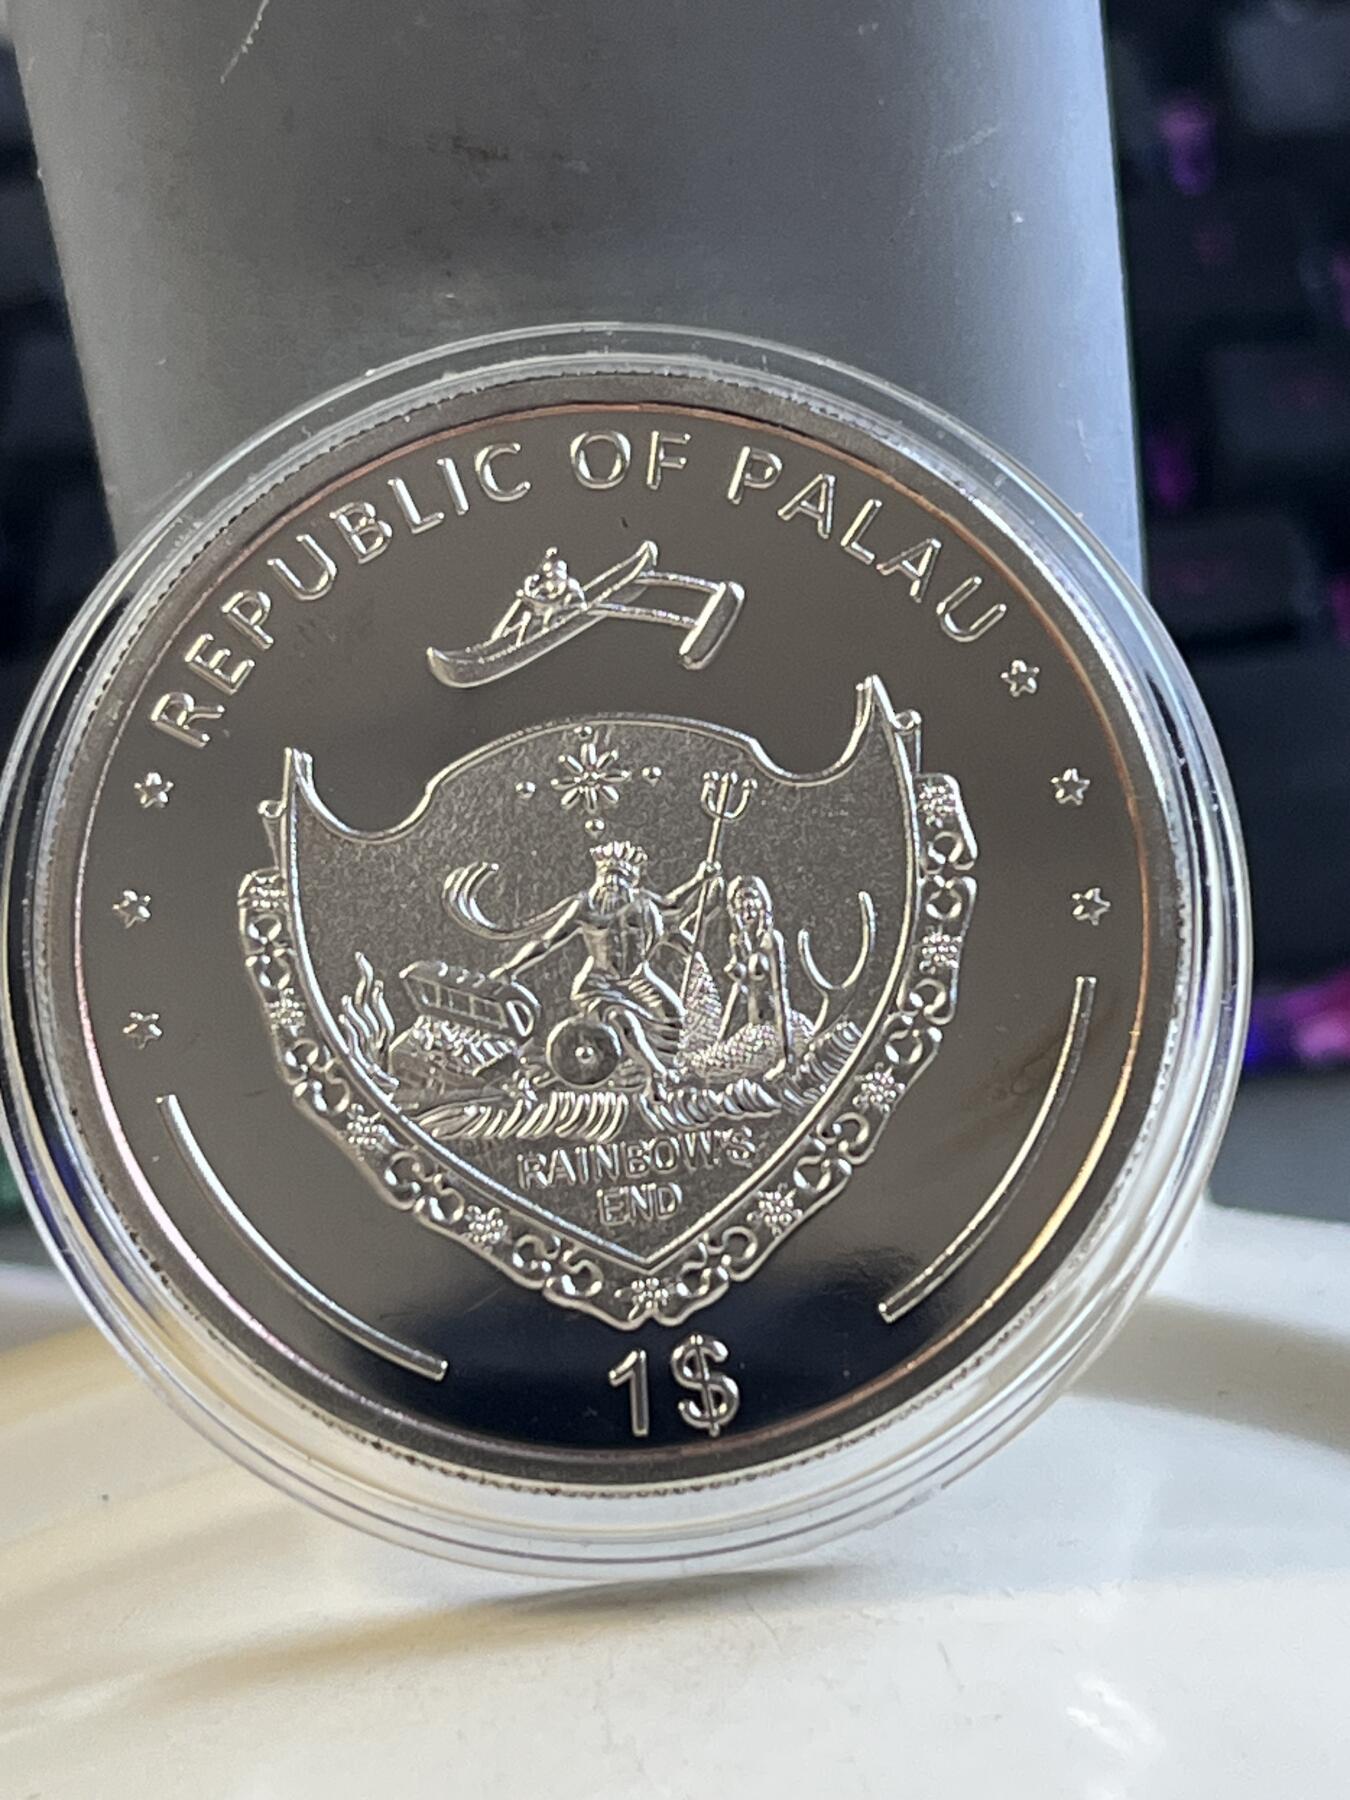 REPUBLIC OF PALAU
RAINBOW'S
END
1$